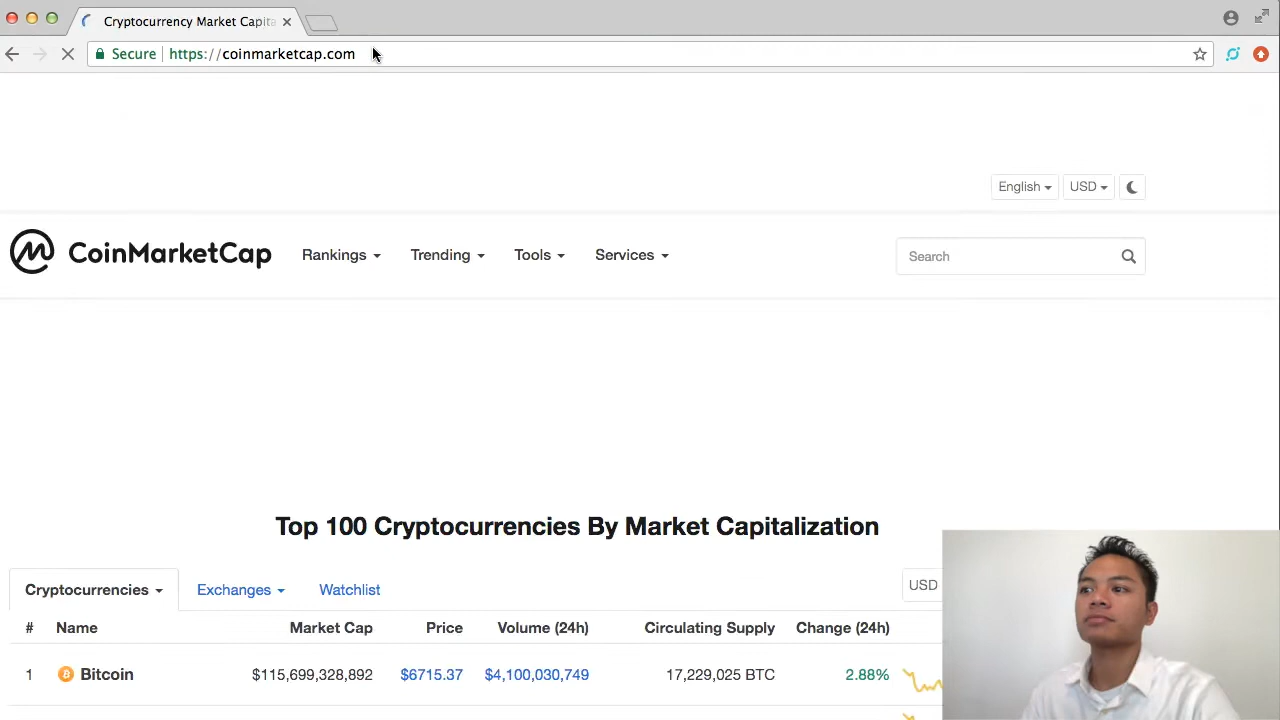 Cryptocurrency Market Capita
Secure https://coinmarketcap.com
English USD
CoinMarketCap Rankings Trending Tools Services Search
Top 100 Cryptocurrencies By Market Capitalization
Cryptocurrencies Exchanges Watchlist USD
# Name Market Cap Price Volume (24h) Circulating Supply Change (24h)
1 Bitcoin $115,699,328,892 $6715.37 $4,100,030,749 17,229,025 BTC 2.88%